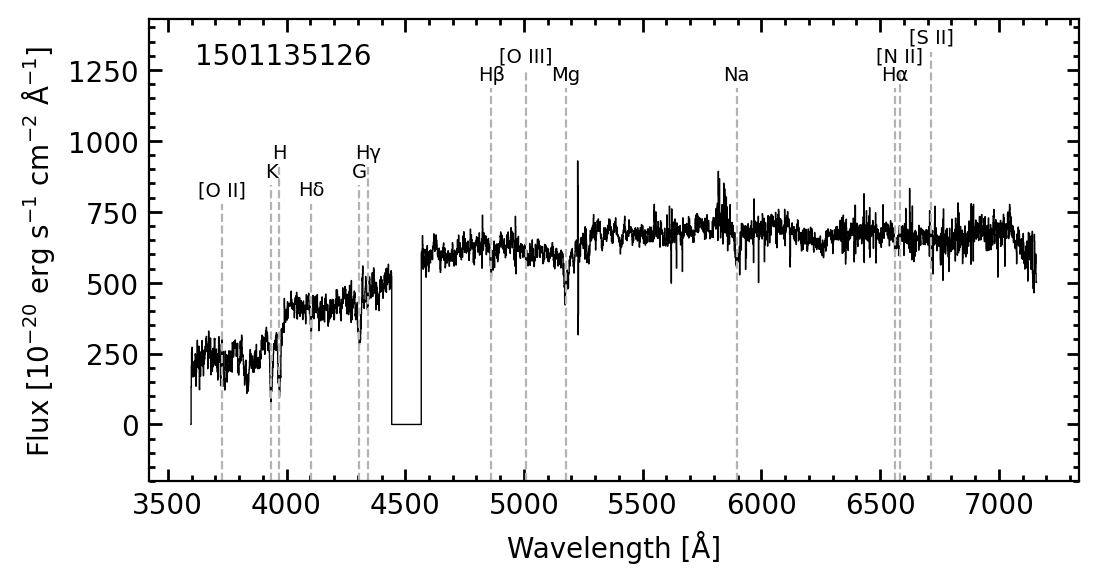 1501135126
[S II]
[O III] [N II]
Hβ Mg Na Hα
H Hγ
K G
[O II] Hδ
1250
1000
750
500
250
0
Flux [10⁻²⁰ erg s⁻¹ cm⁻² Å⁻¹]
3500 4000 4500 5000 5500 6000 6500 7000
Wavelength [Å]